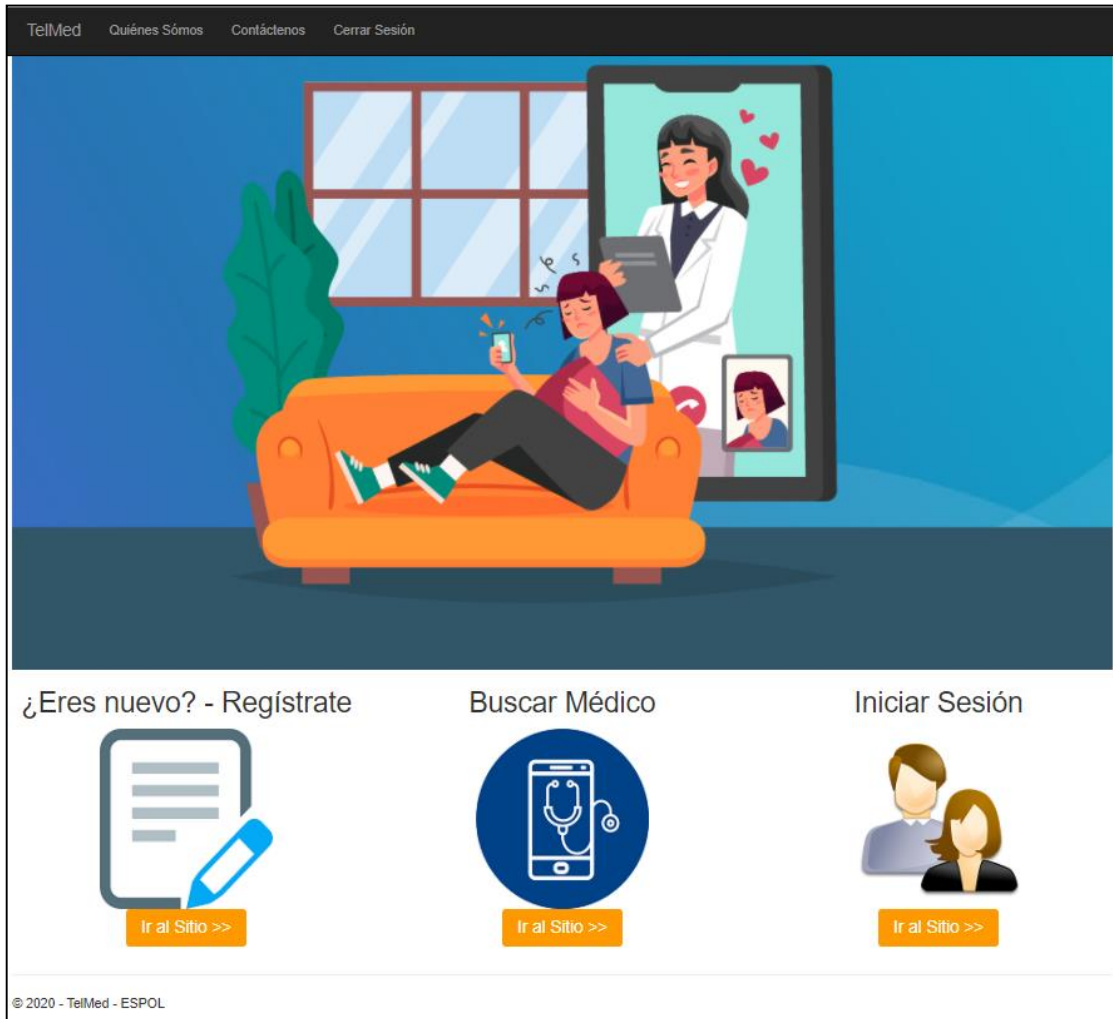 TelMed Quiénes Sómos Contáctenos Cerrar Sesión
¿Eres nuevo? - Regístrate
Buscar Médico
Iniciar Sesión
Ir al Sitio >>
Ir al Sitio >>
Ir al Sitio >>
© 2020 - TelMed - ESPOL